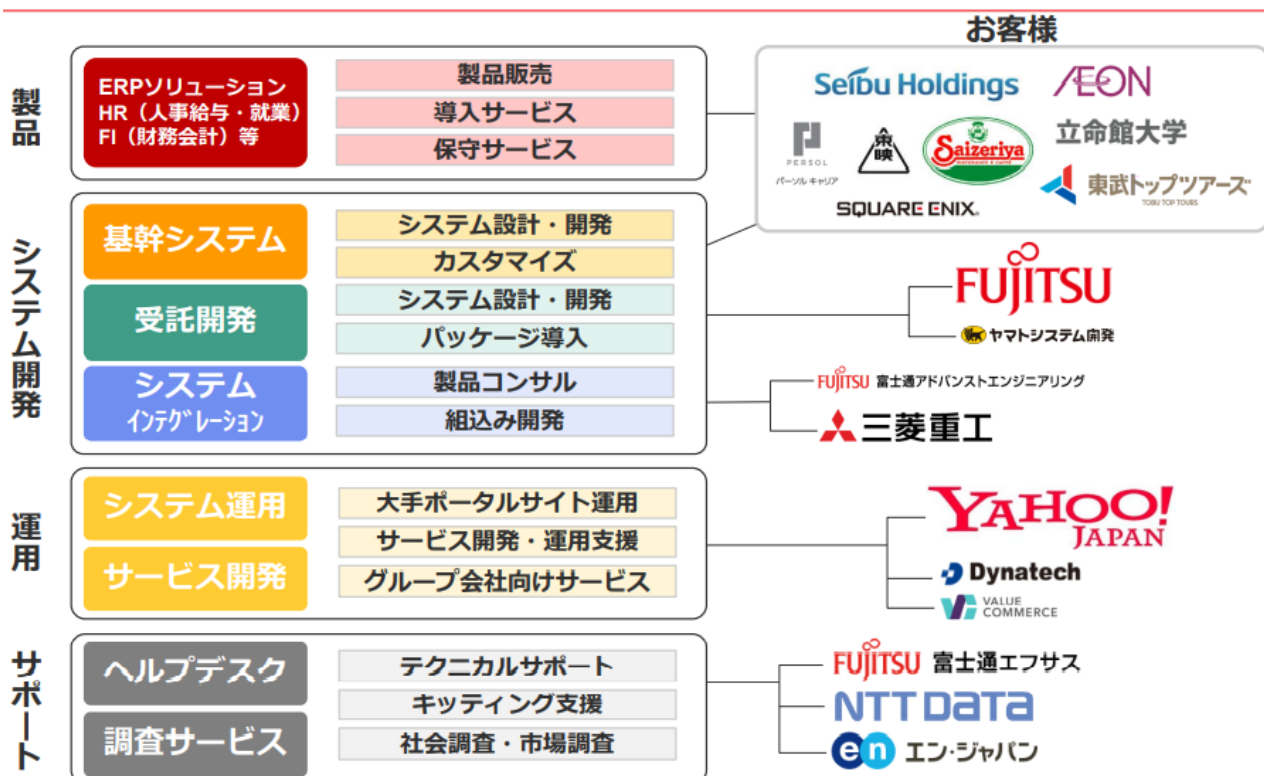 お客様
製品
ERPソリューション
HR（人事給与・就業）
FI（財務会計）等
製品販売
導入サービス
保守サービス
Seibu Holdings
ÆON
PERSOL
パーソル キャリア
東映
Saizeriya
RISTORANTE E CAFFÈ
立命館大学
東武トップツアーズ
TOBU TOP TOURS
SQUARE ENIX.
システム開発
基幹システム
システム設計・開発
カスタマイズ
受託開発
システム設計・開発
パッケージ導入
システム
インテグレーション
製品コンサル
組込み開発
FUJITSU
ヤマトシステム開発
FUJITSU 富士通アドバンストエンジニアリング
三菱重工
運用
システム運用
サービス開発
大手ポータルサイト運用
サービス開発・運用支援
グループ会社向けサービス
YAHOO!
JAPAN
Dynatech
VALUE
COMMERCE
サポート
ヘルプデスク
調査サービス
テクニカルサポート
キッティング支援
社会調査・市場調査
FUJITSU 富士通エフサス
NTT DATA
en エン・ジャパン